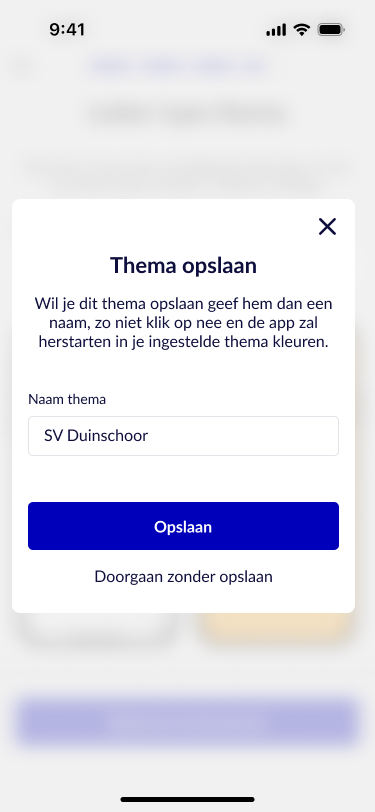 9:41
Thema opslaan
Wil je dit thema opslaan geef hem dan een
naam, zo niet klik op nee en de app zal
herstarten in je ingestelde thema kleuren.
Naam thema
SV Duinschoor
Opslaan
Doorgaan zonder opslaan